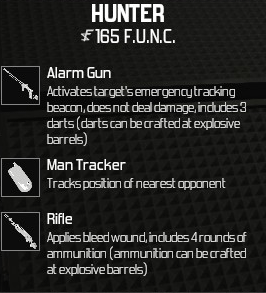 HUNTER
£165 F.U.N.C.
Alarm Gun
Activates target's emergency tracking
beacon, does not deal damage, includes 3
darts (darts can be crafted at explosive
barrels)
Man Tracker
Tracks position of nearest opponent
Rifle
Applies bleed wound, includes 4 rounds of
ammunition (ammunition can be crafted
at explosive barrels)